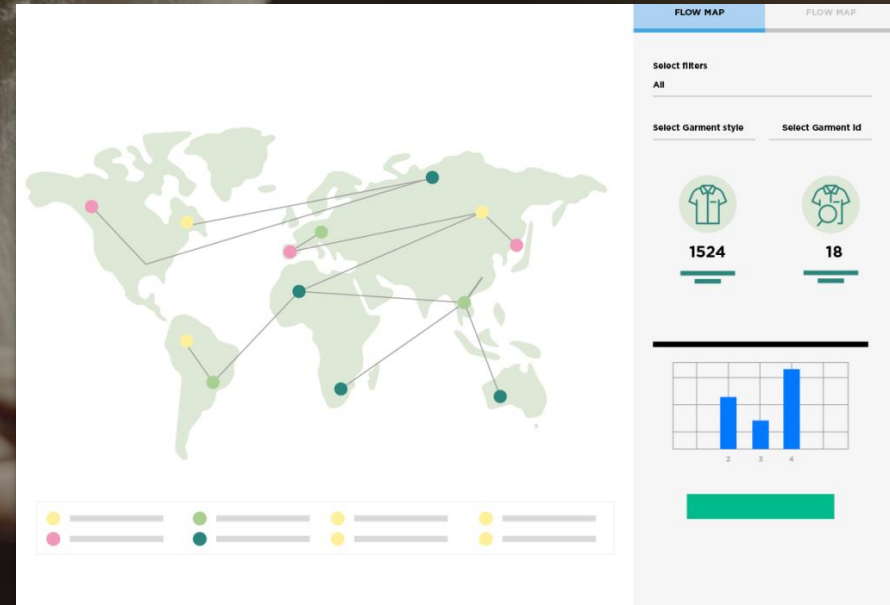 FLOW MAP
FLOW MAP
Select filters
All
Select Garment style
Select Garment Id
1524
18
2 3 4